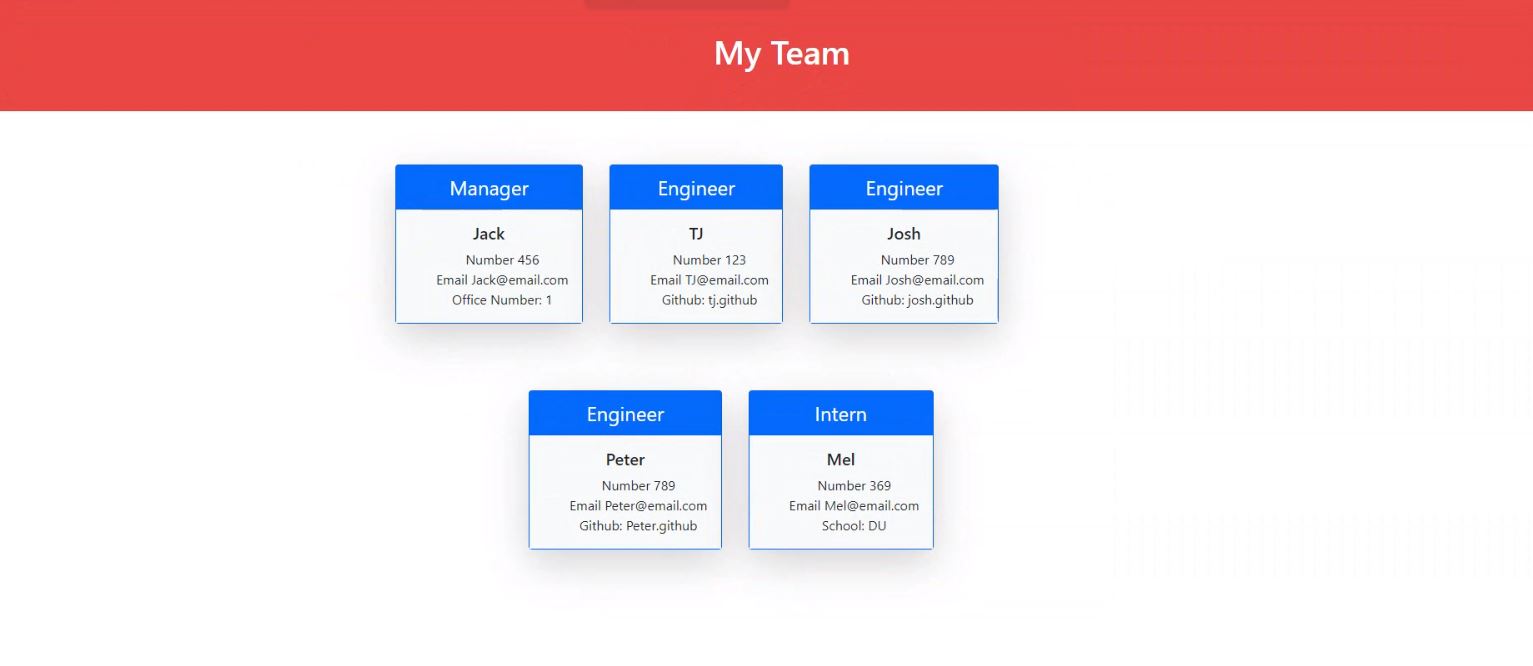 My Team
Manager
Jack
Number 456
Email Jack@email.com
Office Number: 1
Engineer
TJ
Number 123
Email TJ@email.com
Github: tj.github
Engineer
Josh
Number 789
Email Josh@email.com
Github: josh.github
Engineer
Peter
Number 789
Email Peter@email.com
Github: Peter.github
Intern
Mel
Number 369
Email Mel@email.com
School: DU